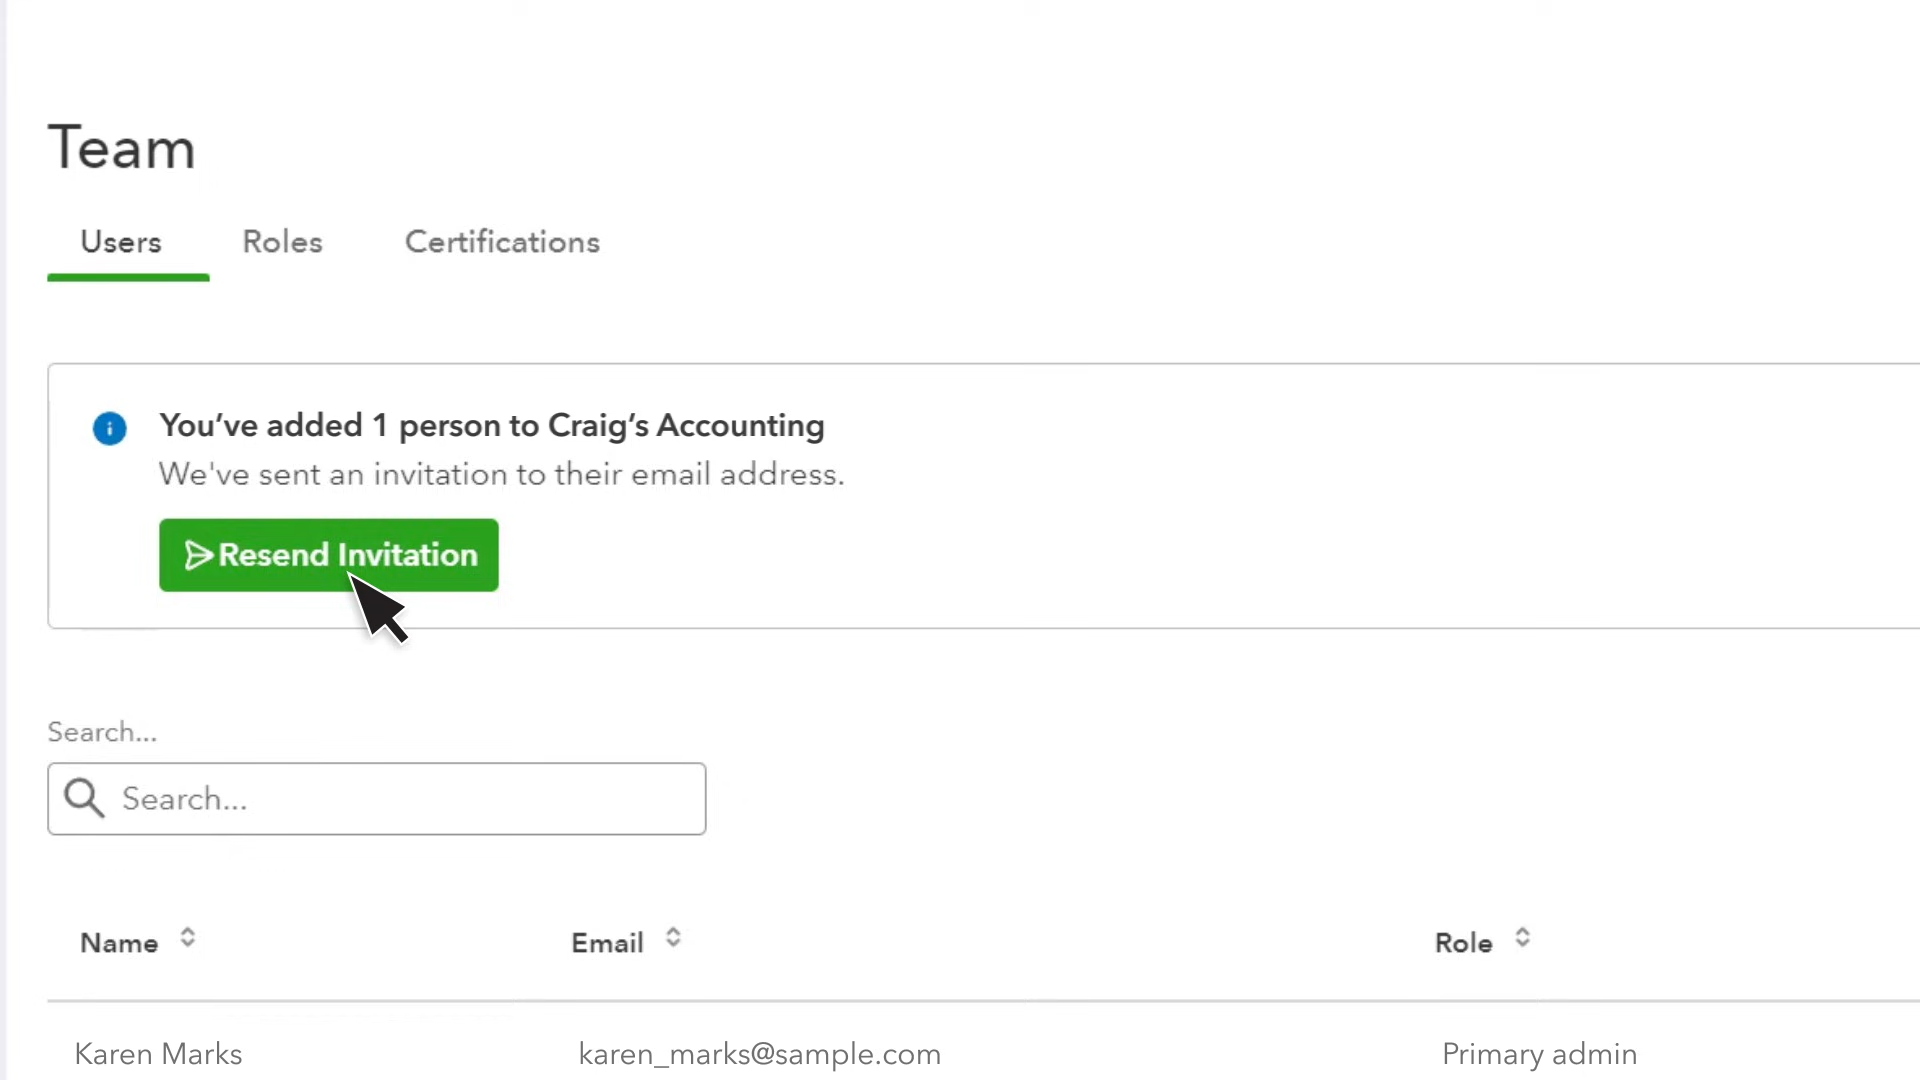 Team
Users Roles Certifications
You’ve added 1 person to Craig’s Accounting
We've sent an invitation to their email address.
Resend Invitation
Search...
Search...
Name Email Role
Karen Marks karen_marks@sample.com Primary admin